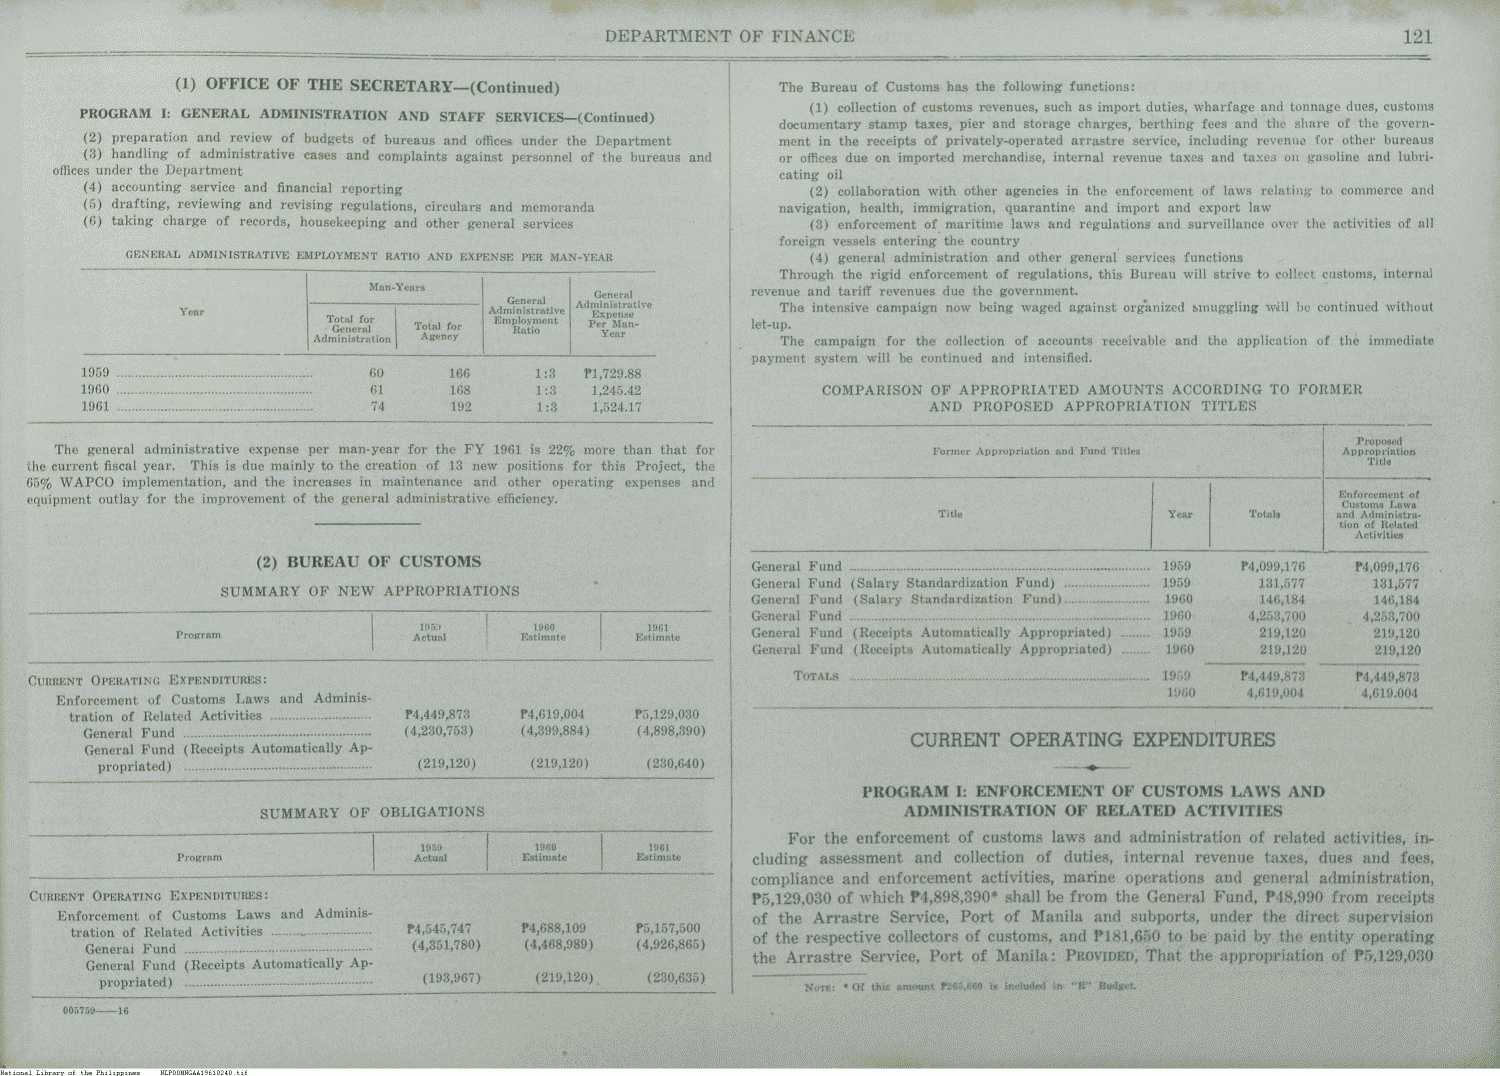 DEPARTMENT OF FINANCE 121
(1) OFFICE OF THE SECRETARY—(Continued)
PROGRAM I: GENERAL ADMINISTRATION AND STAFF SERVICES—(Continued)
(2) preparation and review of budgets of bureaus and offices under the Department
(3) handling of administrative cases and complaints against personnel of the bureaus and
offices under the Department
(4) accounting service and financial reporting
(5) drafting, reviewing and revising regulations, circulars and memoranda
(6) taking charge of records, housekeeping and other general services
GENERAL ADMINISTRATIVE EMPLOYMENT RATIO AND EXPENSE PER MAN-YEAR
Year
Man-Years
Total for
General
Administration
Total for
Agency
General
Administrative
Employment
Ratio
General
Administrative
Expense
Per Man-
Year
1959 60 166 1:3 ₱1,729.88
1960 61 168 1:3 1,245.42
1961 74 192 1:3 1,524.17
The general administrative expense per man-year for the FY 1961 is 22% more than that for
the current fiscal year. This is due mainly to the creation of 13 new positions for this Project, the
65% WAPCO implementation, and the increases in maintenance and other operating expenses and
equipment outlay for the improvement of the general administrative efficiency.
(2) BUREAU OF CUSTOMS
SUMMARY OF NEW APPROPRIATIONS
Program
1959
Actual
1960
Estimate
1961
Estimate
CURRENT OPERATING EXPENDITURES:
Enforcement of Customs Laws and Adminis-
tration of Related Activities ₱4,449,873 ₱4,619,004 ₱5,129,030
General Fund (4,230,753) (4,399,884) (4,898,390)
General Fund (Receipts Automatically Ap-
propriated) (219,120) (219,120) (230,640)
SUMMARY OF OBLIGATIONS
Program
1959
Actual
1960
Estimate
1961
Estimate
CURRENT OPERATING EXPENDITURES:
Enforcement of Customs Laws and Adminis-
tration of Related Activities ₱4,545,747 ₱4,688,109 ₱5,157,500
General Fund (4,351,780) (4,468,989) (4,926,865)
General Fund (Receipts Automatically Ap-
propriated) (193,967) (219,120) (230,635)
005759——16
The Bureau of Customs has the following functions:
(1) collection of customs revenues, such as import duties, wharfage and tonnage dues, customs
documentary stamp taxes, pier and storage charges, berthing fees and the share of the govern-
ment in the receipts of privately-operated arrastre service, including revenue for other bureaus
or offices due on imported merchandise, internal revenue taxes and taxes on gasoline and lubri-
cating oil
(2) collaboration with other agencies in the enforcement of laws relating to commerce and
navigation, health, immigration, quarantine and import and export law
(3) enforcement of maritime laws and regulations and surveillance over the activities of all
foreign vessels entering the country
(4) general administration and other general services functions
Through the rigid enforcement of regulations, this Bureau will strive to collect customs, internal
revenue and tariff revenues due the government.
The intensive campaign now being waged against organized smuggling will be continued without
let-up.
The campaign for the collection of accounts receivable and the application of the immediate
payment system will be continued and intensified.
COMPARISON OF APPROPRIATED AMOUNTS ACCORDING TO FORMER
AND PROPOSED APPROPRIATION TITLES
Former Appropriation and Fund Titles
Proposed
Appropriation
Title
Title Year Totals
Enforcement of
Customs Laws
and Administra-
tion of Related
Activities
General Fund 1959 ₱4,099,176 ₱4,099,176
General Fund (Salary Standardization Fund) 1959 131,577 131,577
General Fund (Salary Standardization Fund) 1960 146,184 146,184
General Fund 1960 4,253,700 4,253,700
General Fund (Receipts Automatically Appropriated) 1959 219,120 219,120
General Fund (Receipts Automatically Appropriated) 1960 219,120 219,120
TOTALS 1959 ₱4,449,873 ₱4,449,873
1960 4,619,004 4,619.004
CURRENT OPERATING EXPENDITURES
PROGRAM I: ENFORCEMENT OF CUSTOMS LAWS AND
ADMINISTRATION OF RELATED ACTIVITIES
For the enforcement of customs laws and administration of related activities, in-
cluding assessment and collection of duties, internal revenue taxes, dues and fees,
compliance and enforcement activities, marine operations and general administration,
₱5,129,030 of which ₱4,898,390* shall be from the General Fund, ₱48,990 from receipts
of the Arrastre Service, Port of Manila and subports, under the direct supervision
of the respective collectors of customs, and ₱181,650 to be paid by the entity operating
the Arrastre Service, Port of Manila: PROVIDED, That the appropriation of ₱5,129,030
NOTE: * Of this amount ₱265,660 is included in "B" Budget.
National Library of the Philippines NLPDOMNGAA19610240.tif